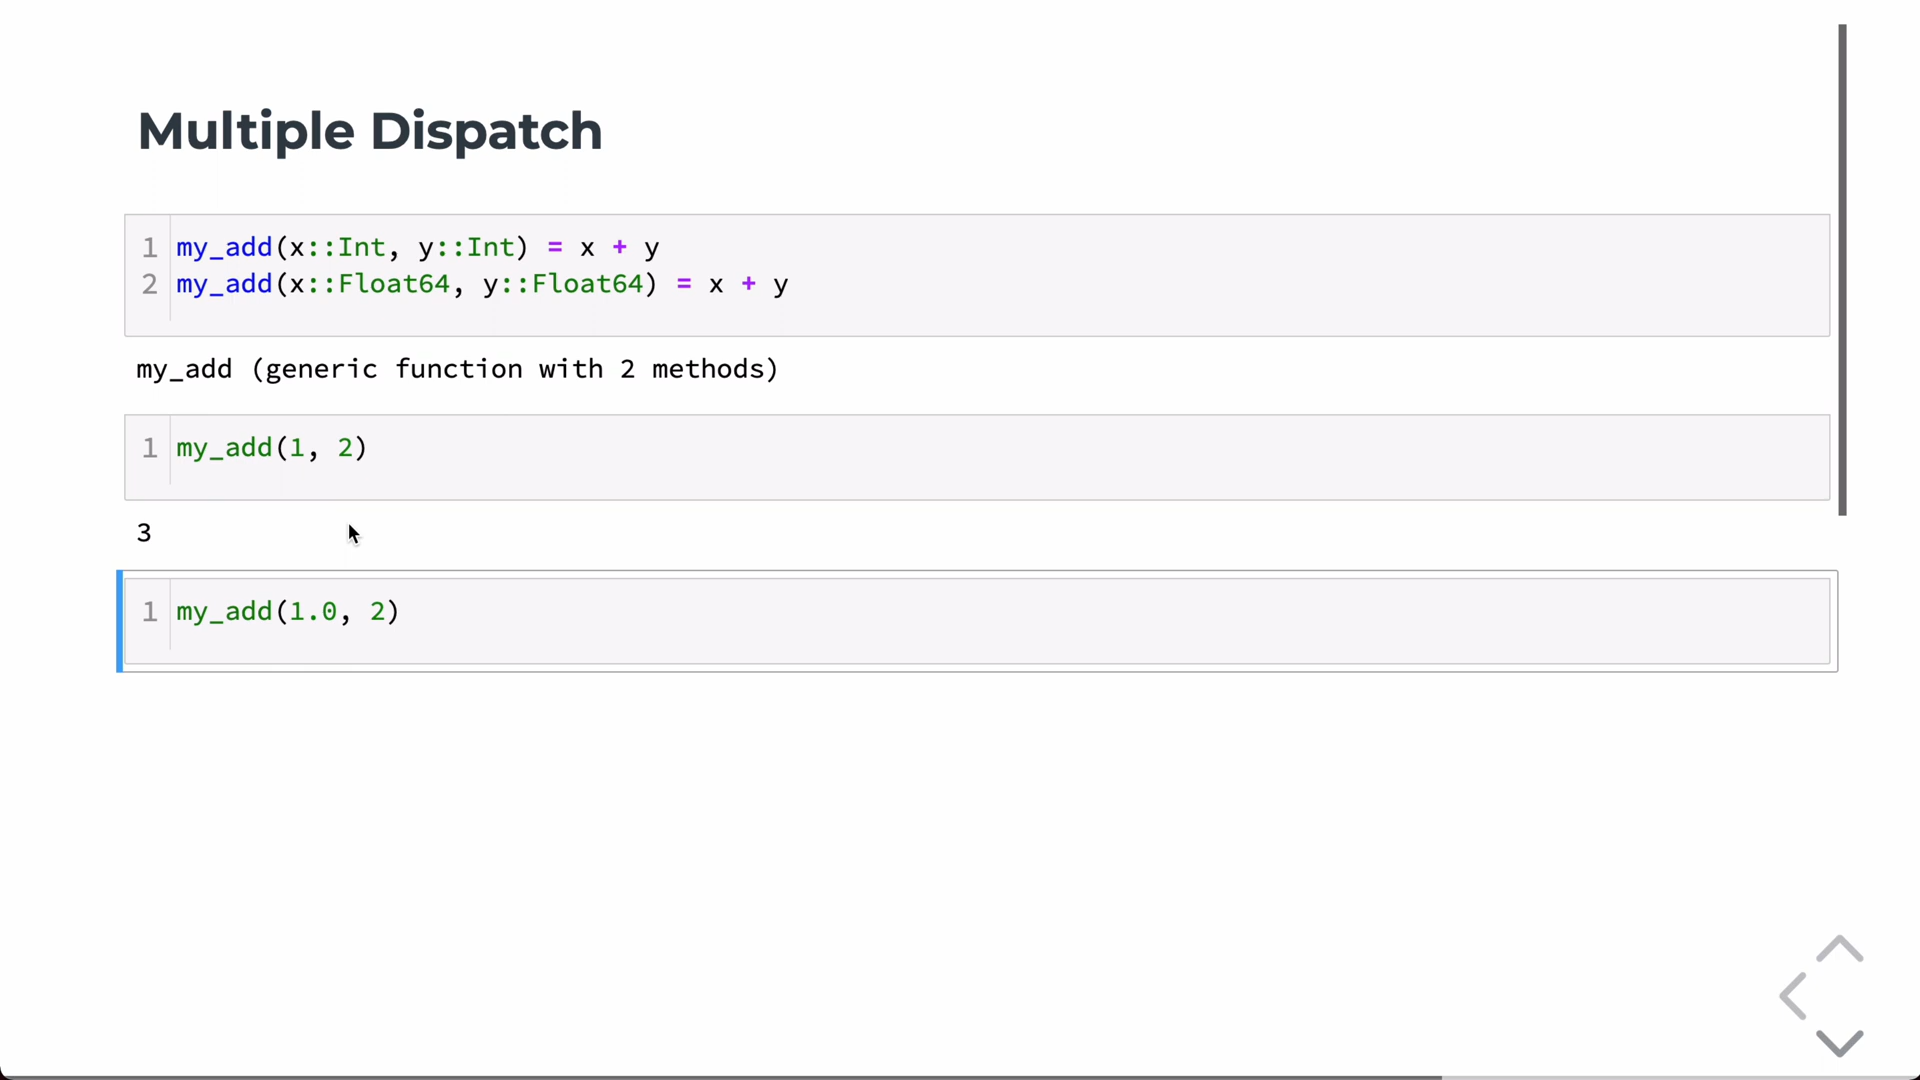 Multiple Dispatch
1 my_add(x::Int, y::Int) = x + y
2 my_add(x::Float64, y::Float64) = x + y
my_add (generic function with 2 methods)
1 my_add(1, 2)
3
1 my_add(1.0, 2)